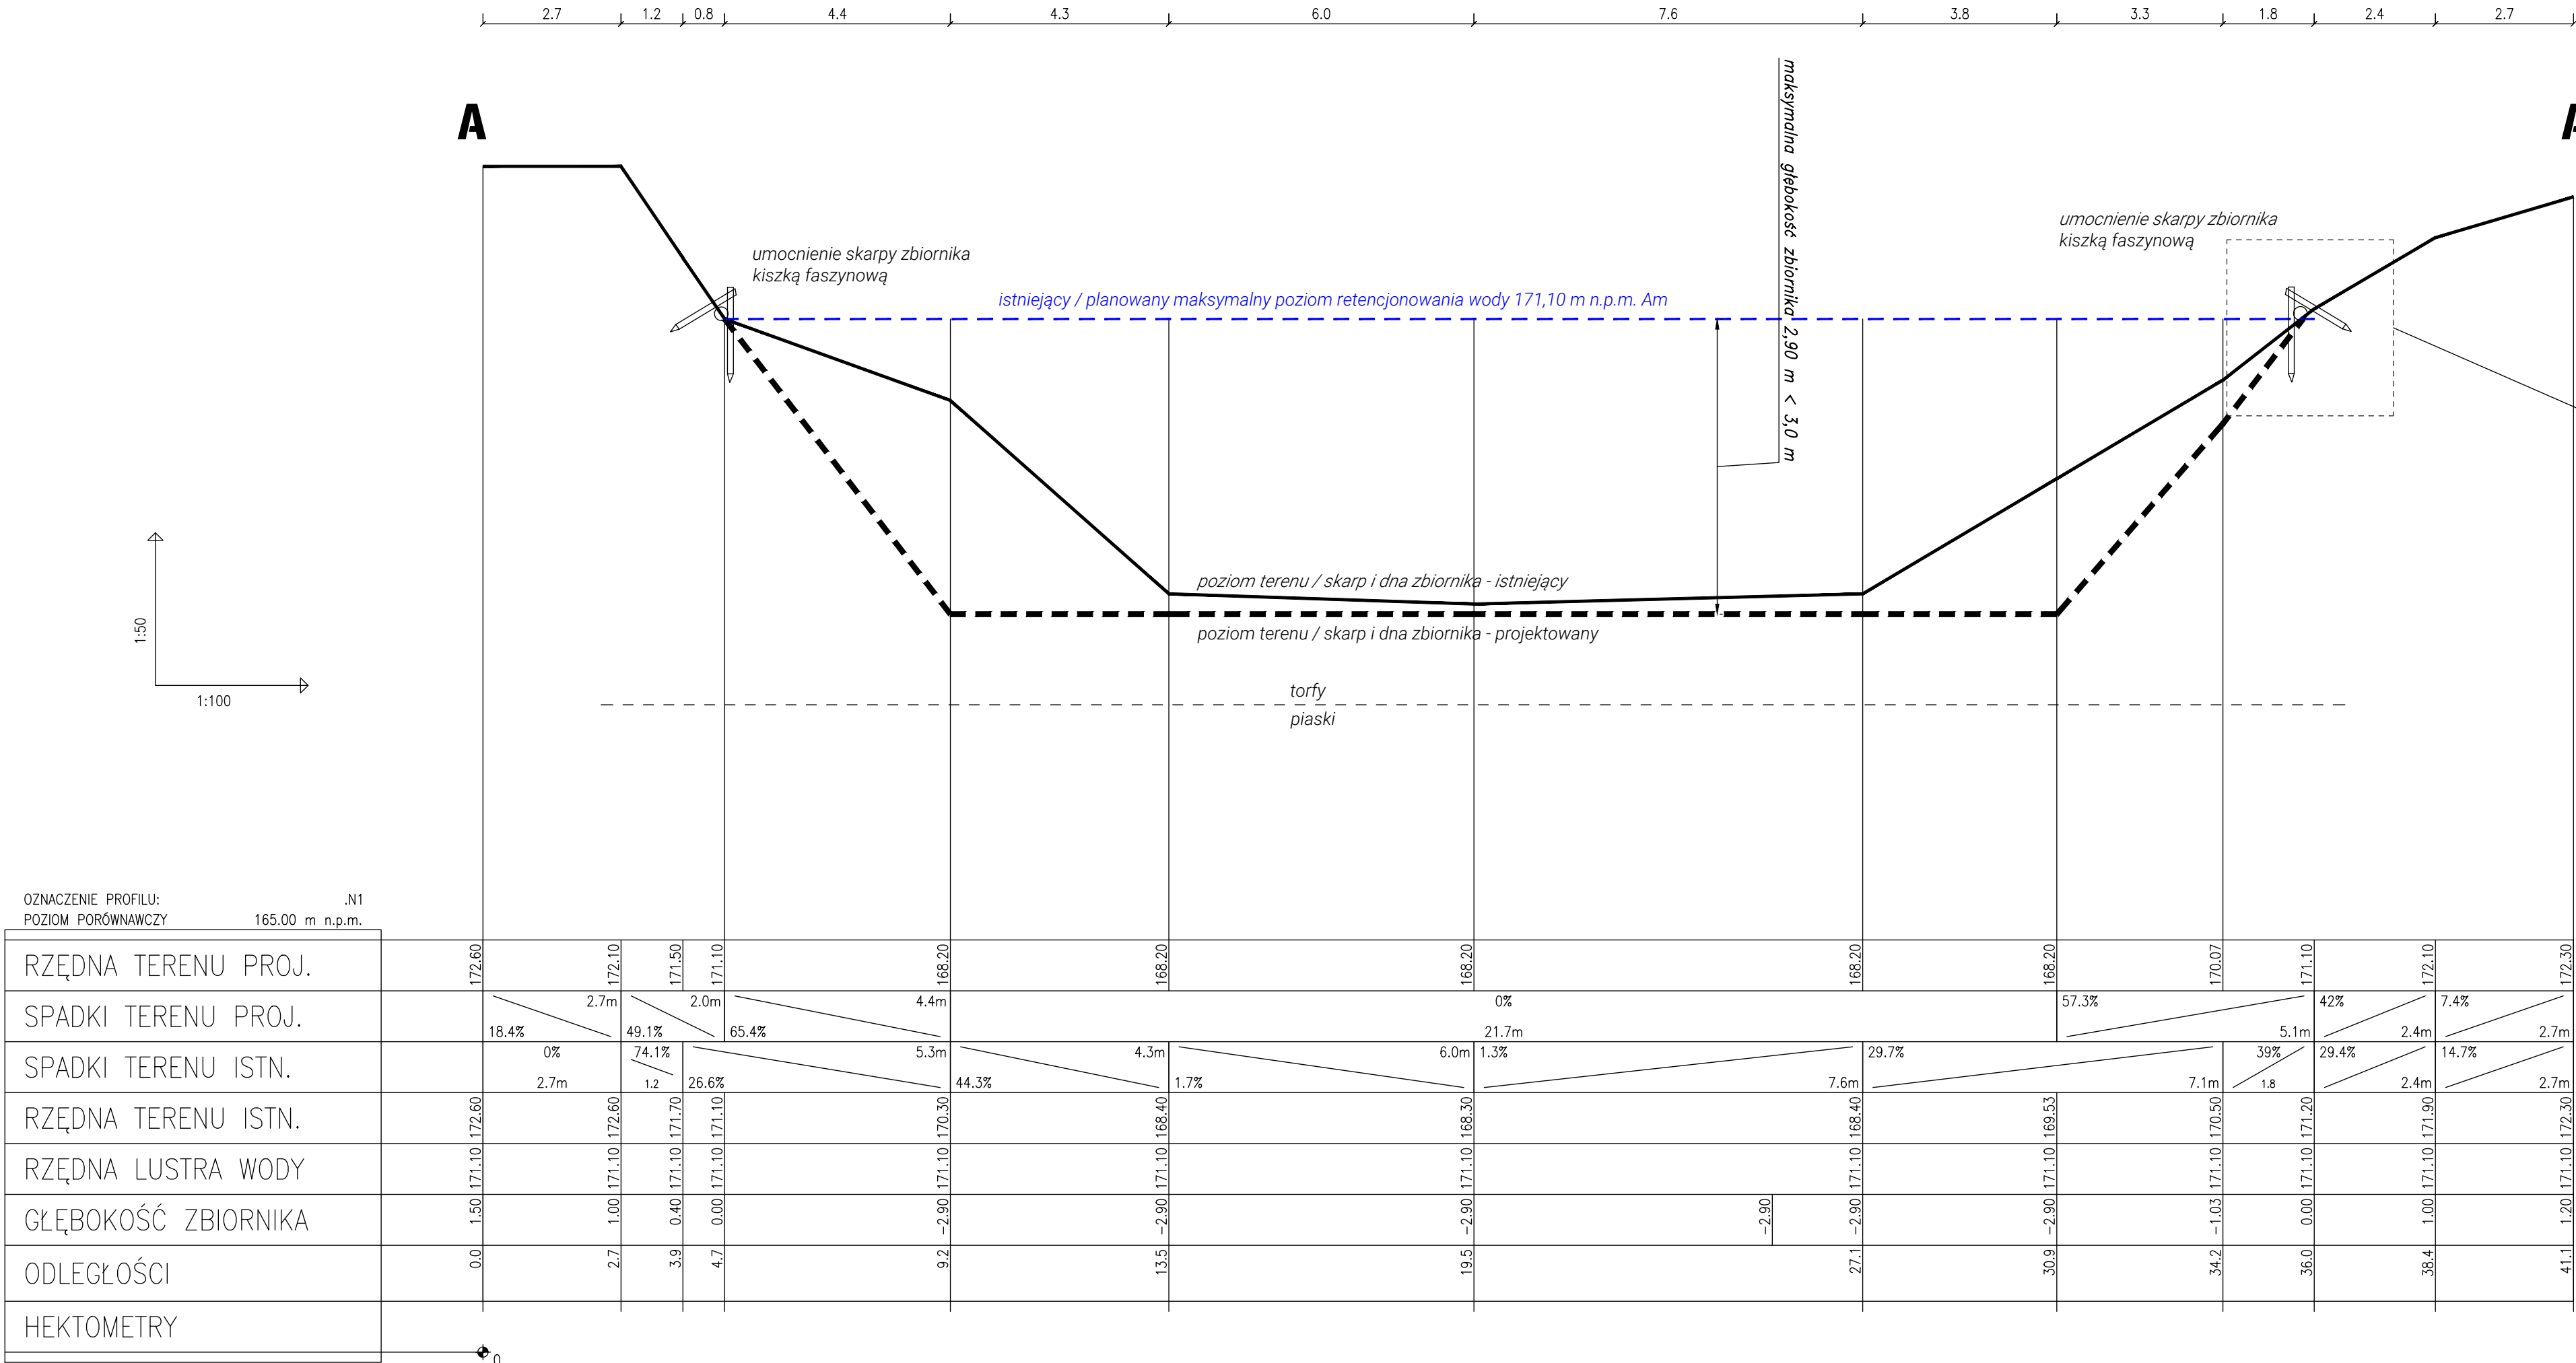 2.7 1.2 0.8 4.4 4.3 6.0 7.6 3.8 3.3 1.8 2.4 2.7
A
maksymalna głębokość zbiornika 2,90 m < 3,0 m
umocnienie skarpy zbiornika
kiszką faszynową
umocnienie skarpy zbiornika
kiszką faszynową
istniejący / planowany maksymalny poziom retencjonowania wody 171,10 m n.p.m. Am
poziom terenu / skarp i dna zbiornika - istniejący
poziom terenu / skarp i dna zbiornika - projektowany
1:50
1:100
torfy
piaski
OZNACZENIE PROFILU: .N1
POZIOM PORÓWNAWCZY 165.00 m n.p.m.
RZĘDNA TERENU PROJ. 172.60 172.10 171.50 171.10 168.20 168.20 168.20 168.20 168.20 170.07 171.10 172.10 172.30
SPADKI TERENU PROJ.
2.7m 2.0m 4.4m 0% 57.3% 42% 7.4%
18.4% 49.1% 65.4% 21.7m 5.1m 2.4m 2.7m
SPADKI TERENU ISTN.
0% 74.1% 5.3m 4.3m 6.0m 1.3% 29.7% 39% 29.4% 14.7%
2.7m 1.2 26.6% 44.3% 1.7% 7.6m 7.1m 1.8 2.4m 2.7m
RZĘDNA TERENU ISTN. 172.60 172.60 171.70 171.10 170.30 168.40 168.30 168.40 169.53 170.50 171.20 171.90 172.30
RZĘDNA LUSTRA WODY 171.10 171.10 171.10 171.10 171.10 171.10 171.10 171.10 171.10 171.10 171.10 171.10 171.10
GŁĘBOKOŚĆ ZBIORNIKA 1.50 1.00 0.40 0.00 -2.90 -2.90 -2.90 -2.90 -2.90 -2.90 -1.03 0.00 1.00 1.20
ODLEGŁOŚCI 0.0 2.7 3.9 4.7 9.2 13.5 19.5 27.1 30.9 34.2 36.0 38.4 41.1
HEKTOMETRY
0